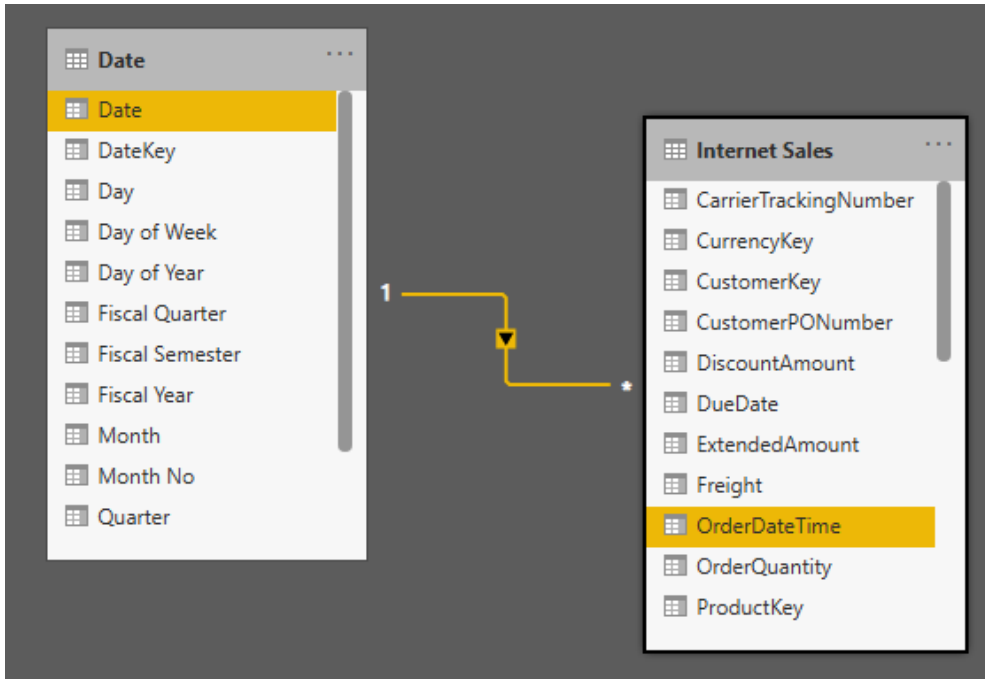 Date
Date
DateKey
Day
Day of Week
Day of Year
Fiscal Quarter
Fiscal Semester
Fiscal Year
Month
Month No
Quarter
1
*
Internet Sales
CarrierTrackingNumber
CurrencyKey
CustomerKey
CustomerPONumber
DiscountAmount
DueDate
ExtendedAmount
Freight
OrderDateTime
OrderQuantity
ProductKey